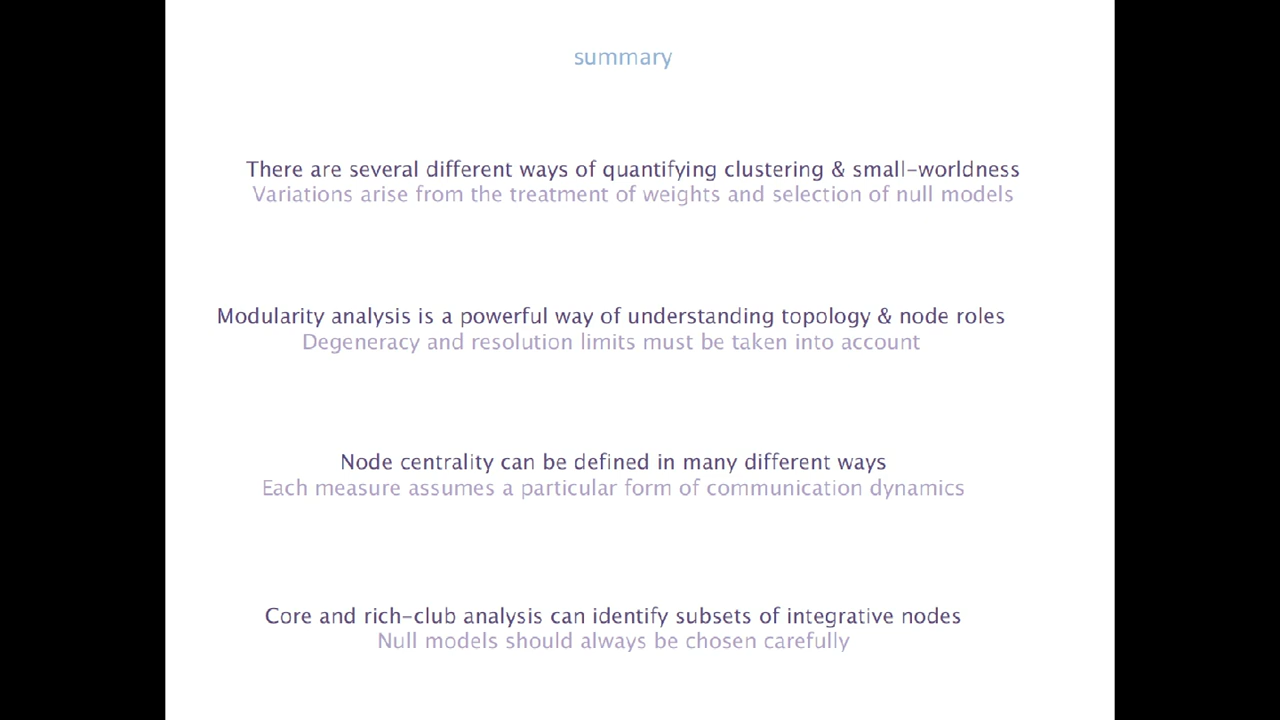 summary
There are several different ways of quantifying clustering & small-worldness
Variations arise from the treatment of weights and selection of null models
Modularity analysis is a powerful way of understanding topology & node roles
Degeneracy and resolution limits must be taken into account
Node centrality can be defined in many different ways
Each measure assumes a particular form of communication dynamics
Core and rich-club analysis can identify subsets of integrative nodes
Null models should always be chosen carefully